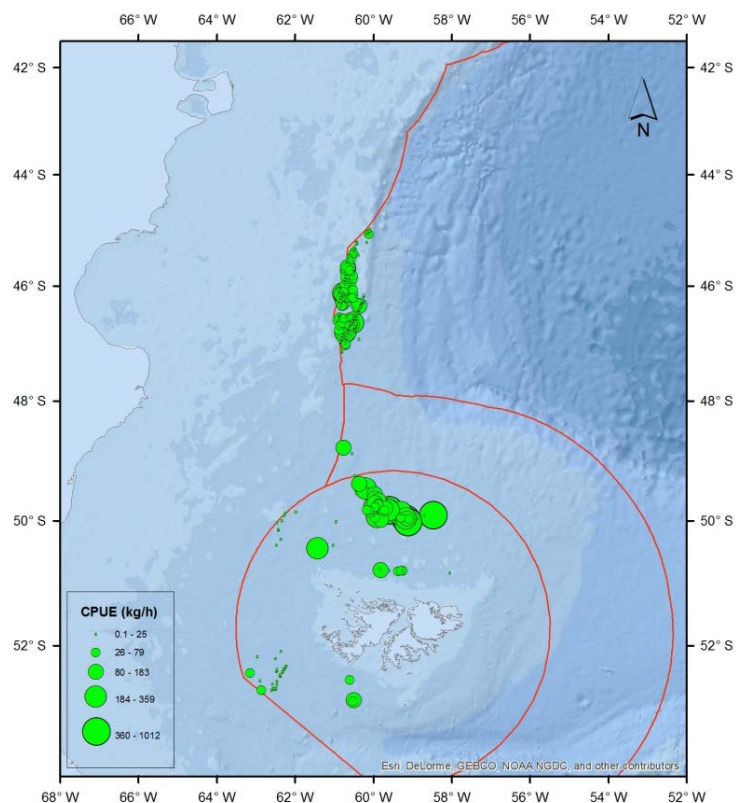 66° W 64° W 62° W 60° W 58° W 56° W 54° W 52° W
42° S 42° S
N
44° S 44° S
46° S 46° S
48° S 48° S
50° S 50° S
CPUE (kg/h)
0.1 - 25
26 - 79
52° S 52° S
80 - 183
184 - 359
360 - 1012
Esri, DeLorme, GEBCO, NOAA NGDC, and other contributors
68° W 66° W 64° W 62° W 60° W 58° W 56° W 54° W 52° W